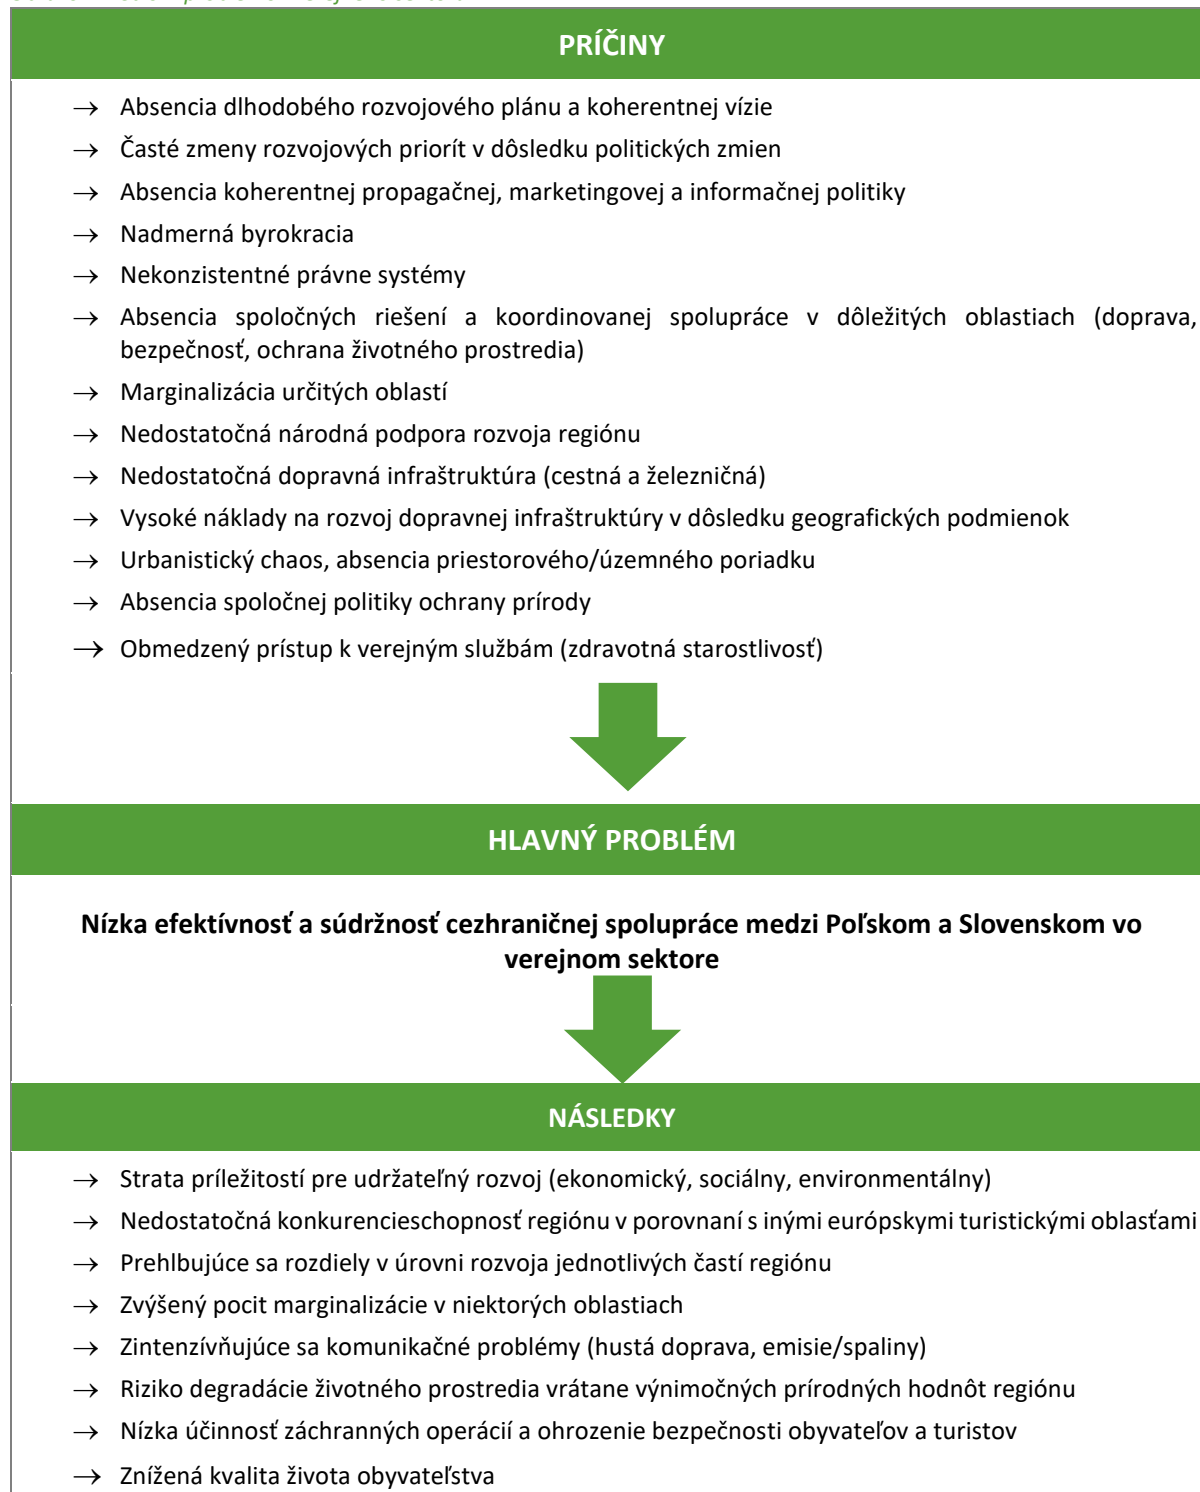 PRÍČINY
→ Absencia dlhodobého rozvojového plánu a koherentnej vízie
→ Časté zmeny rozvojových priorít v dôsledku politických zmien
→ Absencia koherentnej propagačnej, marketingovej a informačnej politiky
→ Nadmerná byrokracia
→ Nekonzistentné právne systémy
→ Absencia spoločných riešení a koordinovanej spolupráce v dôležitých oblastiach (doprava,
bezpečnosť, ochrana životného prostredia)
→ Marginalizácia určitých oblastí
→ Nedostatočná národná podpora rozvoja regiónu
→ Nedostatočná dopravná infraštruktúra (cestná a železničná)
→ Vysoké náklady na rozvoj dopravnej infraštruktúry v dôsledku geografických podmienok
→ Urbanistický chaos, absencia priestorového/územného poriadku
→ Absencia spoločnej politiky ochrany prírody
→ Obmedzený prístup k verejným službám (zdravotná starostlivosť)
HLAVNÝ PROBLÉM
Nízka efektívnosť a súdržnosť cezhraničnej spolupráce medzi Poľskom a Slovenskom vo
verejnom sektore
NÁSLEDKY
→ Strata príležitostí pre udržateľný rozvoj (ekonomický, sociálny, environmentálny)
→ Nedostatočná konkurencieschopnosť regiónu v porovnaní s inými európskymi turistickými oblasťami
→ Prehlbujúce sa rozdiely v úrovni rozvoja jednotlivých častí regiónu
→ Zvýšený pocit marginalizácie v niektorých oblastiach
→ Zintenzívňujúce sa komunikačné problémy (hustá doprava, emisie/spaliny)
→ Riziko degradácie životného prostredia vrátane výnimočných prírodných hodnôt regiónu
→ Nízka účinnosť záchranných operácií a ohrozenie bezpečnosti obyvateľov a turistov
→ Znížená kvalita života obyvateľstva